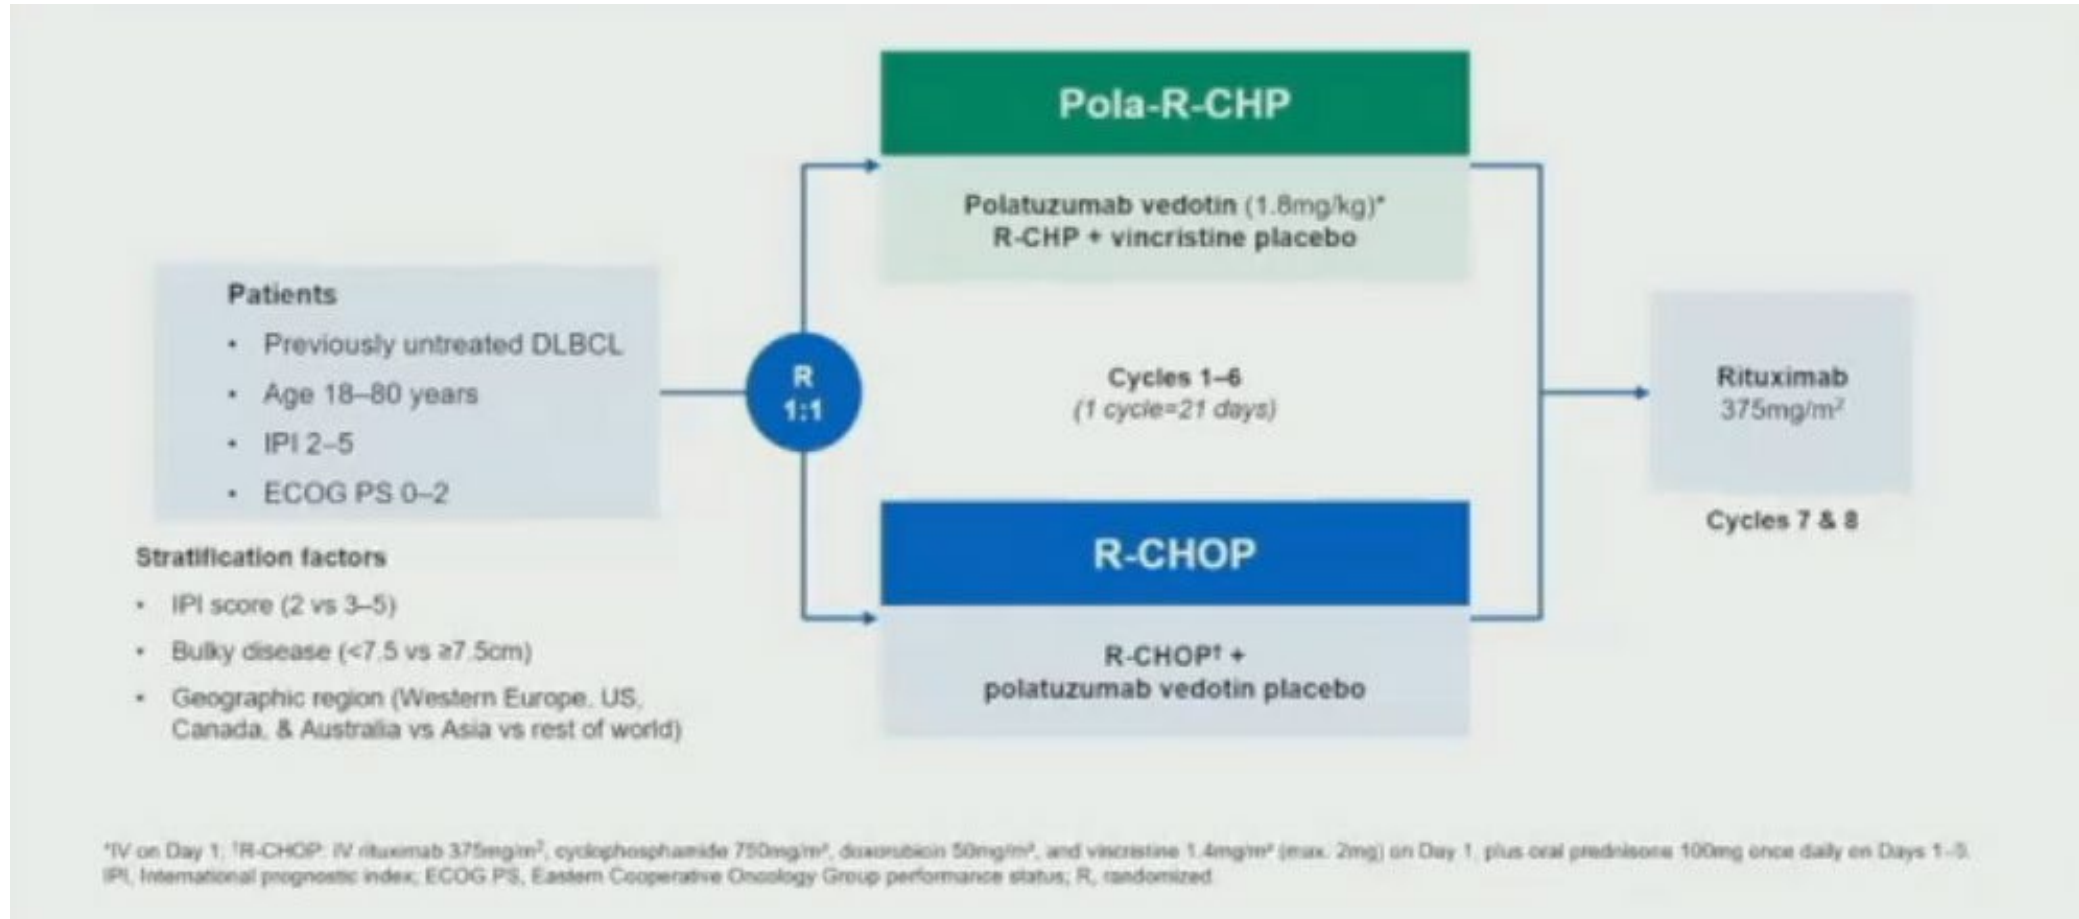 Pola-R-CHP
Polatuzumab vedotin (1.8mg/kg)*
R-CHP + vincristine placebo
Patients
• Previously untreated DLBCL
• Age 18–80 years
• IPI 2–5
• ECOG PS 0–2
R
1:1
Cycles 1–6
(1 cycle=21 days)
Rituximab
375mg/m²
Cycles 7 & 8
R-CHOP
R-CHOP† +
polatuzumab vedotin placebo
Stratification factors
• IPI score (2 vs 3–5)
• Bulky disease (<7.5 vs ≥7.5cm)
• Geographic region (Western Europe, US,
Canada, & Australia vs Asia vs rest of world)
*IV on Day 1; †R-CHOP: IV rituximab 375mg/m², cyclophosphamide 750mg/m², doxorubicin 50mg/m², and vincristine 1.4mg/m² (max. 2mg) on Day 1, plus oral prednisone 100mg once daily on Days
IPI, International prognostic index; ECOG PS, Eastern Cooperative Oncology Group performance status; R, randomized